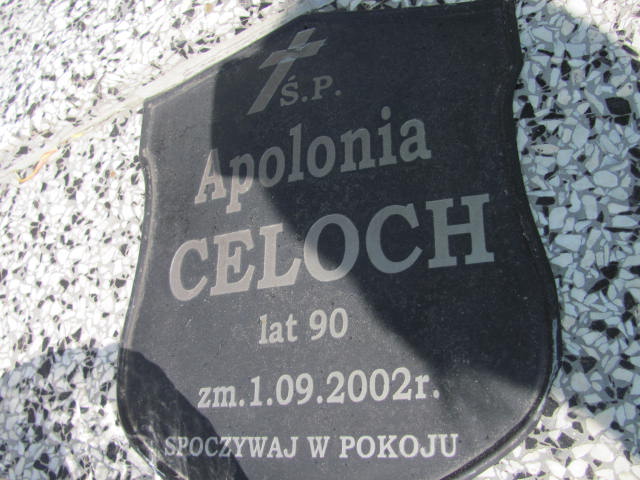 Ś.P.
Apolonia
CELOCH
lat 90
zm.1.09.2002r.
SPOCZYWAJ W POKOJU